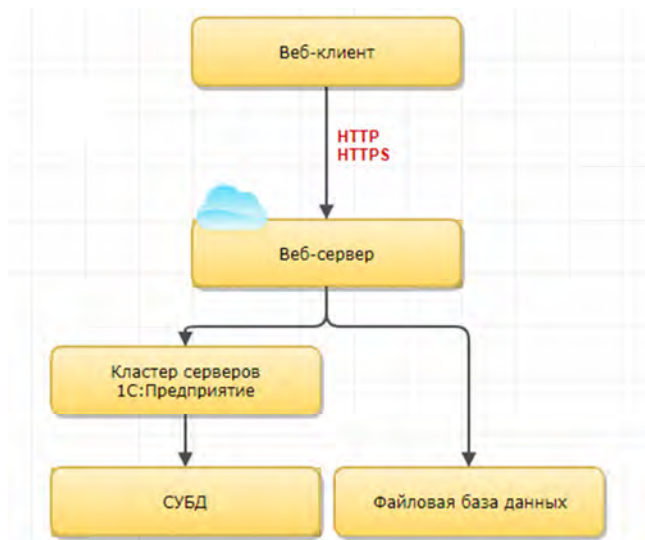 Веб-клиент
HTTP
HTTPS
Веб-сервер
Кластер серверов
1С:Предприятие
СУБД
Файловая база данных